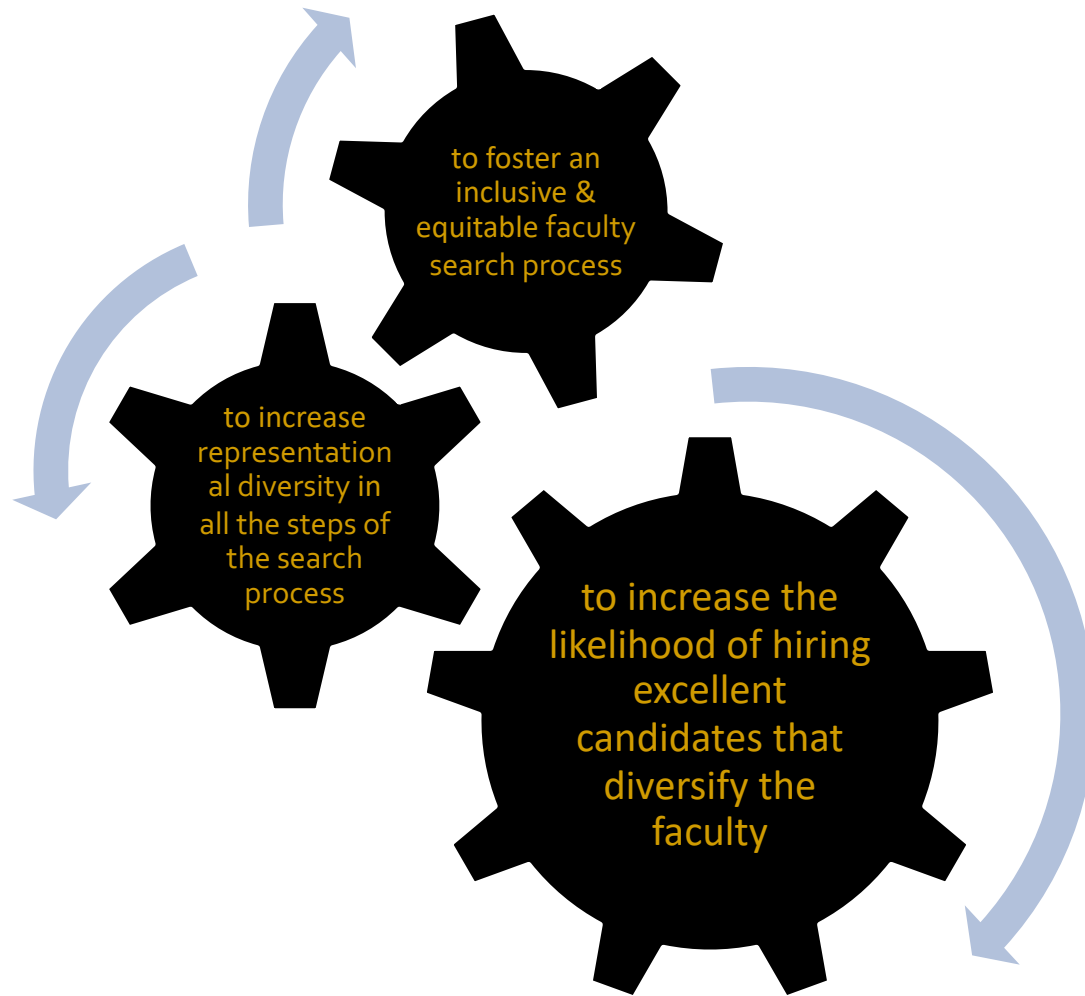 to foster an
inclusive &
equitable faculty
search process
to increase
representation
al diversity in
all the steps of
the search
process
to increase the
likelihood of hiring
excellent
candidates that
diversify the
faculty